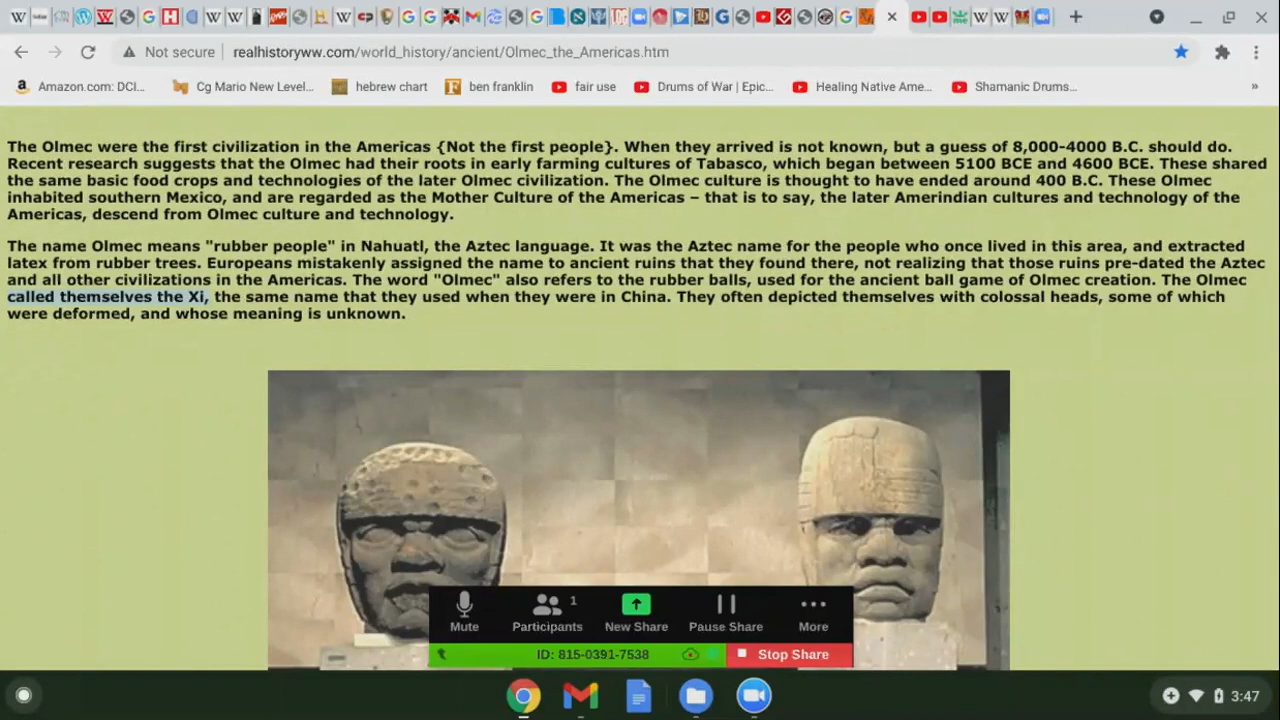 Not secure realhistoryww.com/world_history/ancient/Olmec_the_Americas.htm
Amazon.com: DCI... Cg Mario New Level... hebrew chart ben franklin fair use Drums of War | Epic... Healing Native Ame... Shamanic Drums... »
The Olmec were the first civilization in the Americas {Not the first people}. When they arrived is not known, but a guess of 8,000-4000 B.C. should do.
Recent research suggests that the Olmec had their roots in early farming cultures of Tabasco, which began between 5100 BCE and 4600 BCE. These shared
the same basic food crops and technologies of the later Olmec civilization. The Olmec culture is thought to have ended around 400 B.C. These Olmec
inhabited southern Mexico, and are regarded as the Mother Culture of the Americas – that is to say, the later Amerindian cultures and technology of the
Americas, descend from Olmec culture and technology.
The name Olmec means "rubber people" in Nahuatl, the Aztec language. It was the Aztec name for the people who once lived in this area, and extracted
latex from rubber trees. Europeans mistakenly assigned the name to ancient ruins that they found there, not realizing that those ruins pre-dated the Aztec
and all other civilizations in the Americas. The word "Olmec" also refers to the rubber balls, used for the ancient ball game of Olmec creation. The Olmec
called themselves the Xi, the same name that they used when they were in China. They often depicted themselves with colossal heads, some of which
were deformed, and whose meaning is unknown.
1
Mute Participants New Share Pause Share More
ID: 815-0391-7538 Stop Share
3:47